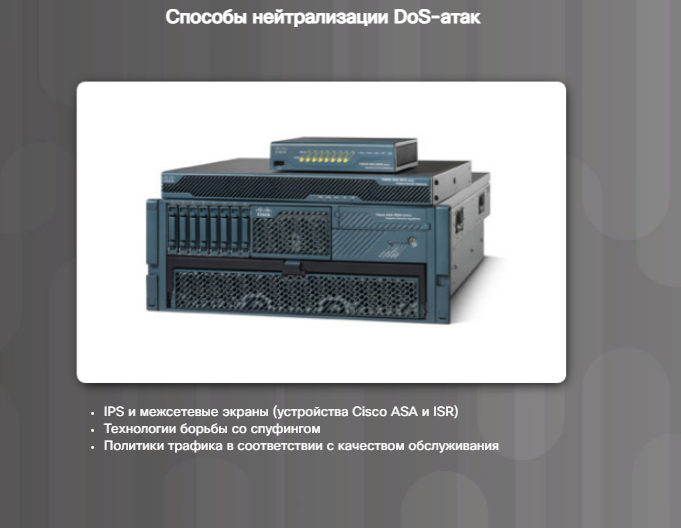 Способы нейтрализации DoS-атак
IPS и межсетевые экраны (устройства Cisco ASA и ISR)
Технологии борьбы со спуфингом
Политики трафика в соответствии с качеством обслуживания